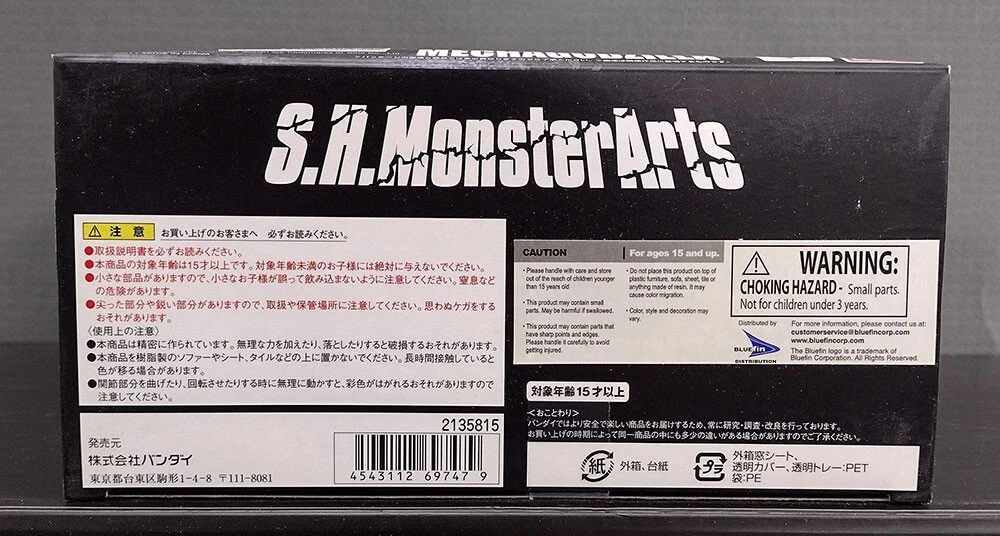 MECHAGODZILLA
S.H.MonsterArts
注意 お買い上げのお客さまへ 必ずお読みください。
●取扱説明書を必ずお読みください。
●本商品の対象年齢は15才以上です。対象年齢未満のお子様には絶対に与えないでください。
●小さな部品がありますので、小さなお子様が誤って飲み込まないように注意してください。窒息など
の危険があります。
●尖った部分や鋭い部分がありますので、取扱や保管場所に注意してください。思わぬケガをする
おそれがあります。
〈使用上の注意〉
●本商品は精密に作られています。無理な力を加えたり、落としたりすると破損するおそれがあります。
●本商品を樹脂製のソファーやシート、タイルなどの上に置かないでください。長時間接触していると
色が移る場合があります。
●関節部分を曲げたり、回転させたりする時に無理に動かすと、彩色がはがれるおそれがありますので
注意してください。
2135815
発売元
株式会社バンダイ
東京都台東区駒形1-4-8 〒111-8081
4543112 69747 9
CAUTION
For ages 15 and up.
• Please handle with care and store
out of the reach of children younger
than 15 years old
• This product may contain small
parts. May be harmful if swallowed.
• This product may contain parts that
have sharp points and edges.
Please handle it carefully to avoid
getting injured.
• Do not place this product on top of
plastic furniture, sofa, sheet, tile or
anything made of resin. It may
cause color migration.
• Color, style and decoration may
vary.
WARNING:
CHOKING HAZARD - Small parts.
Not for children under 3 years.
Distributed by
BLUEfin
DISTRIBUTION
For more information, please contact us at:
customerservice@bluefincorp.com
www.bluefincorp.com
The Bluefin logo is a trademark of
Bluefin Corporation. All Rights Reserved.
対象年齢15才以上
<おことわり>
バンダイではより安全で楽しい商品をお届けするため、常に研究・調査・改良を行っております。
お買い上げの時期によって同一商品の中にも多少の違いがある場合がありますのでご了承ください。
紙 外箱、台紙
プラ 外箱窓シート、
透明カバー、透明トレー:PET
袋:PE